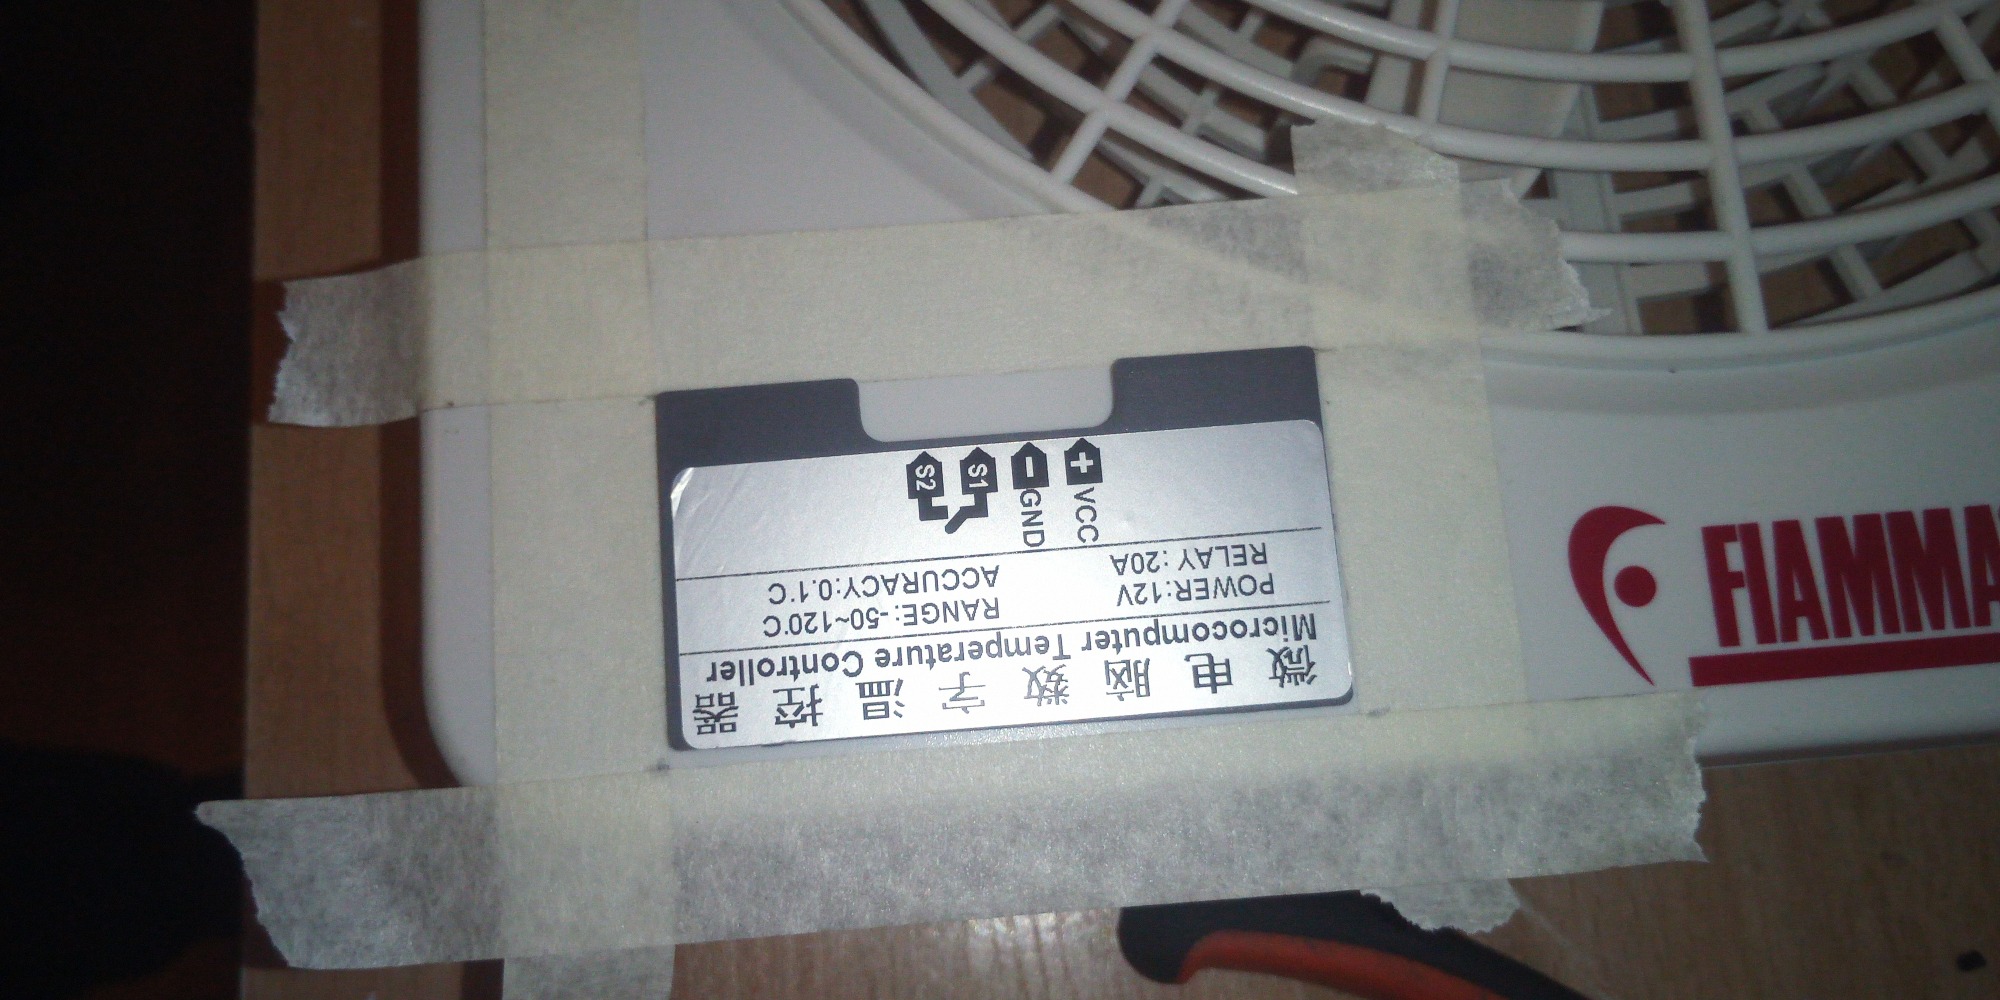 微电脑数字温控器
Microcomputer Temperature Controller
POWER:12V RANGE:-50~120°C
RELAY:20A ACCURACY:0.1°C
VCC GND
+ - S1 S2
FIAMMA